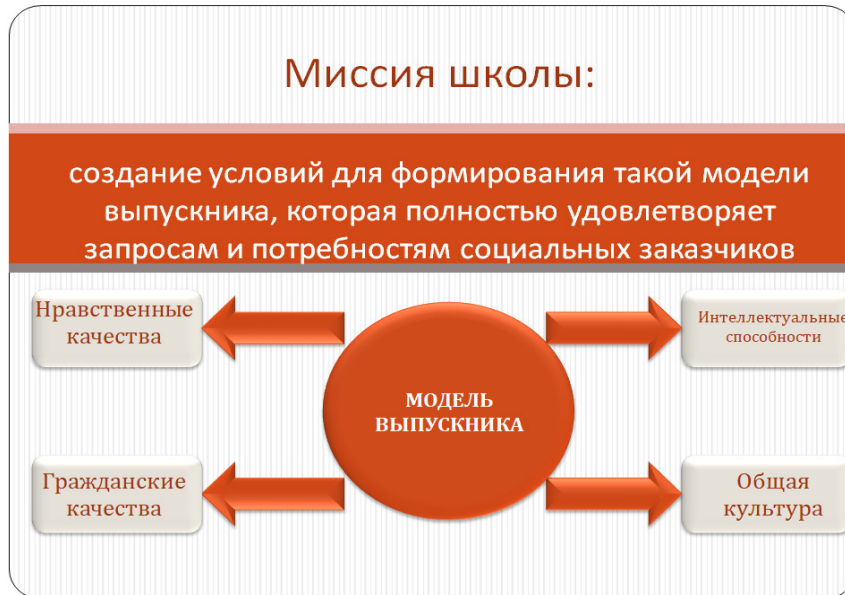 Миссия школы:
создание условий для формирования такой модели
выпускника, которая полностью удовлетворяет
запросам и потребностям социальных заказчиков
Нравственные
качества
Интеллектуальные
способности
МОДЕЛЬ
ВЫПУСКНИКА
Гражданские
качества
Общая
культура